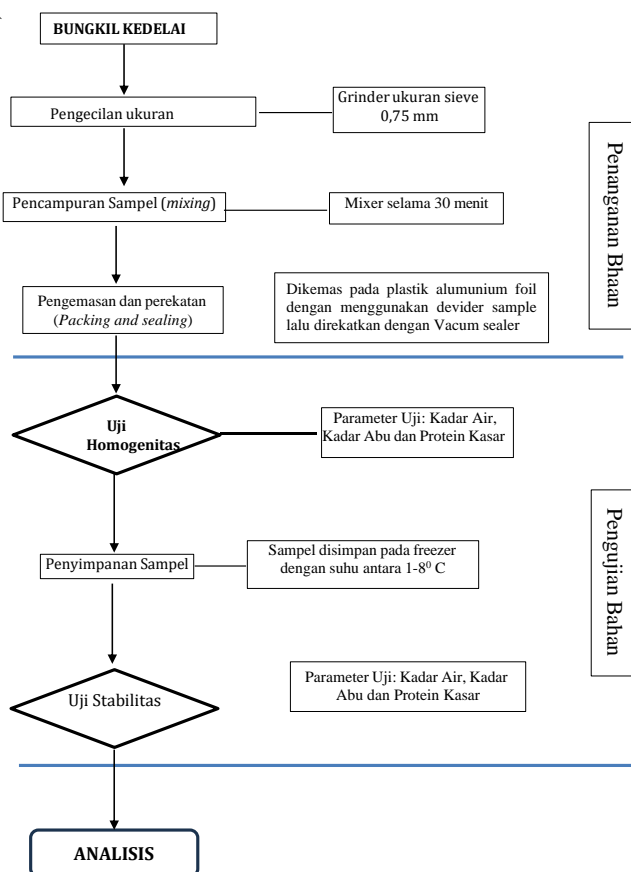 BUNGKIL KEDELAI
Pengecilan ukuran
Grinder ukuran sieve
0,75 mm
Pencampuran Sampel (mixing)
Mixer selama 30 menit
Pengemasan dan perekatan
(Packing and sealing)
Dikemas pada plastik alumunium foil
dengan menggunakan devider sample
lalu direkatkan dengan Vacum sealer
Penanganan Bhaan
Uji
Homogenitas
Parameter Uji: Kadar Air,
Kadar Abu dan Protein Kasar
Penyimpanan Sampel
Sampel disimpan pada freezer
dengan suhu antara 1-8⁰ C
Uji Stabilitas
Parameter Uji: Kadar Air, Kadar
Abu dan Protein Kasar
Pengujian Bahan
ANALISIS